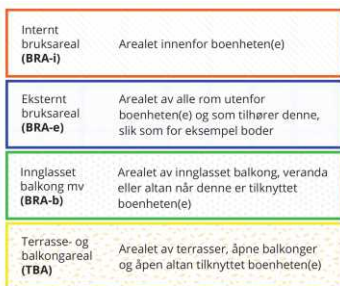 Internt
bruksareal
(BRA-i)
Arealet innenfor boenheten(e)
Eksternt
bruksareal
(BRA-e)
Arealet av alle rom utenfor
boenheten(e) og som tilhører denne,
slik som for eksempel boder
Innglasset
balkong mv
(BRA-b)
Arealet av innglasset balkong, veranda
eller altan når denne er tilknyttet
boenheten(e)
Terrasse- og
balkongareal
(TBA)
Arealet av terrasser, åpne balkonger
og åpen altan tilknyttet boenheten(e)